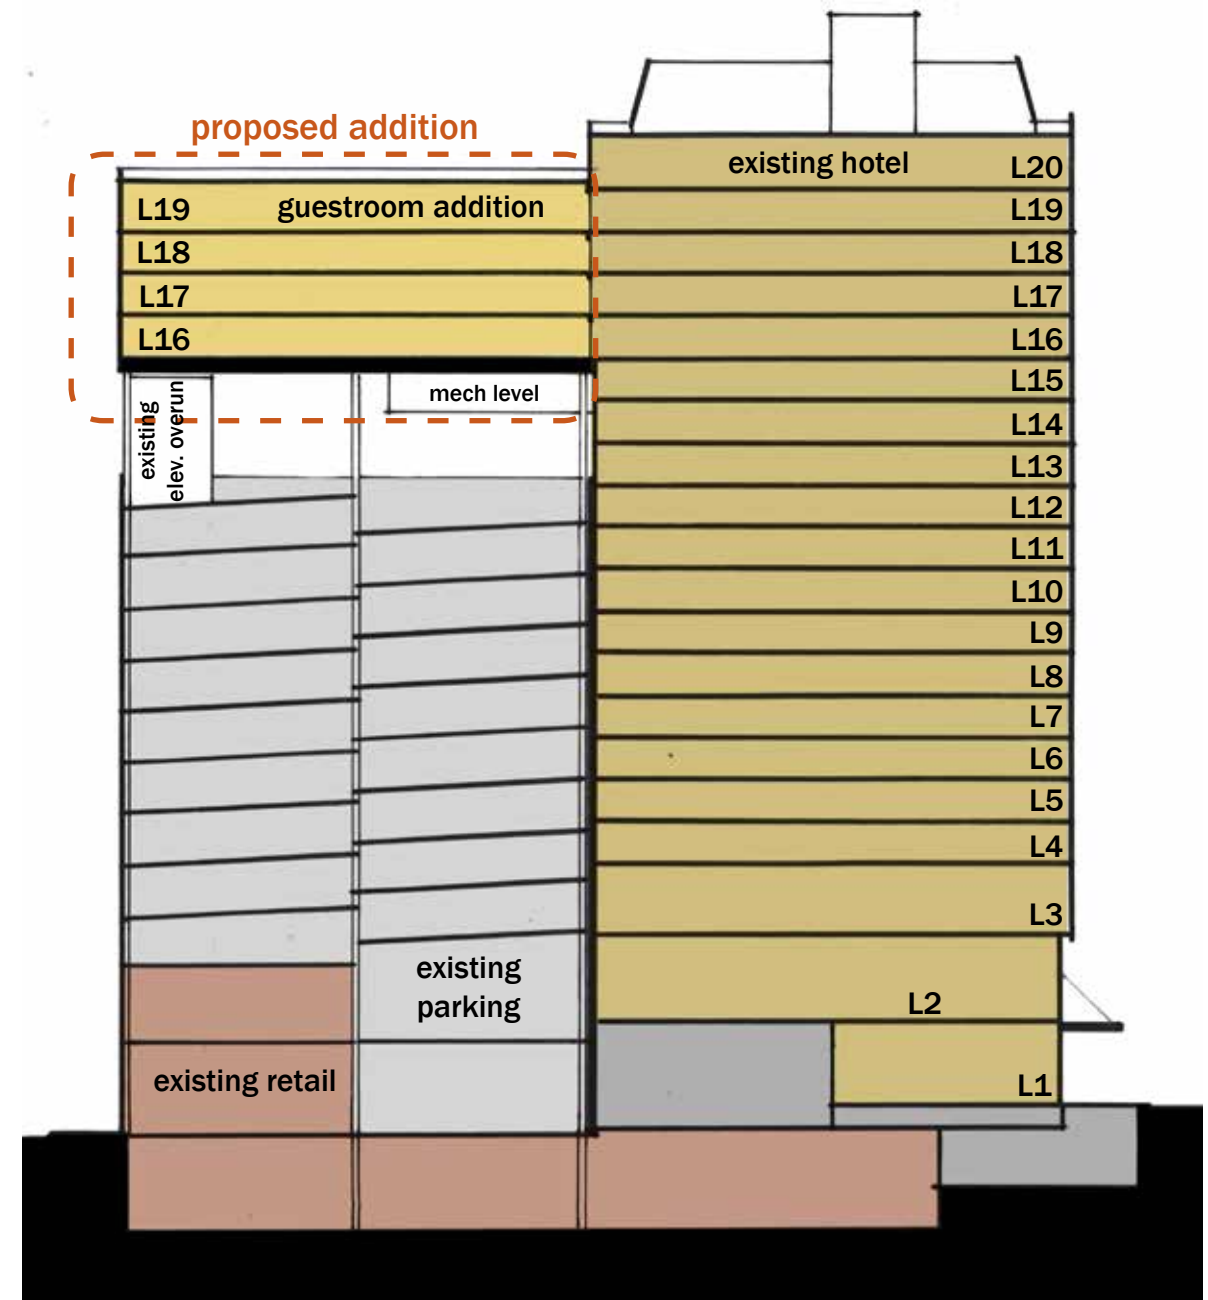 proposed addition
existing hotel
L20
L19
guestroom addition
L19
L18
L18
L17
L17
L16
L16
L15
mech level
existing
elev. overun
L14
L13
L12
L11
L10
L9
L8
L7
L6
L5
L4
L3
existing
parking
L2
existing retail
L1